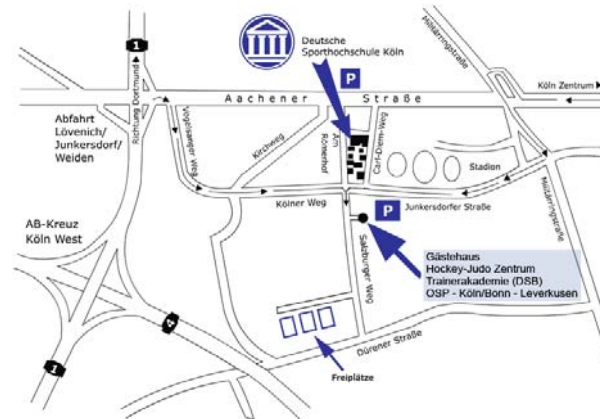 1
Richtung Dortmund
Deutsche
Sporthochschule Köln
P
Militärringstraße
Köln Zentrum
Aachener Straße
Abfahrt
Lövenich/
Junkersdorf/
Weiden
Vogelsanger Weg
Kirchweg
Am
Römerhof
Carl-Diem-Weg
Stadion
Kölner Weg
P
Junkersdorfer Straße
Militärringstraße
AB-Kreuz
Köln West
Salzburger Weg
Gästehaus
Hockey-Judo Zentrum
Trainerakademie (DSB)
OSP - Köln/Bonn - Leverkusen
4
1
Freiplätze
Dürener Straße